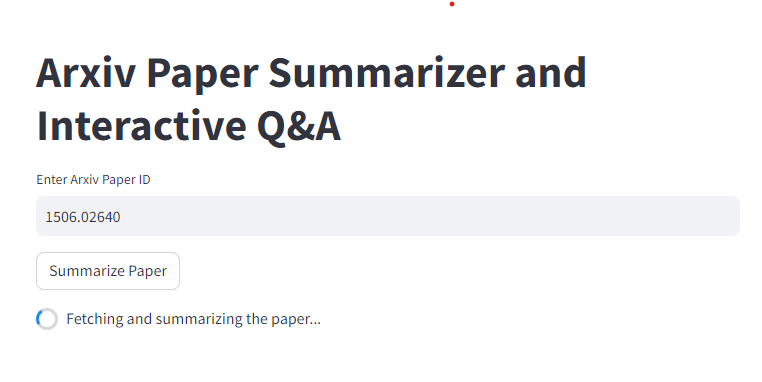 Arxiv Paper Summarizer and
Interactive Q&A
Enter Arxiv Paper ID
1506.02640
Summarize Paper
Fetching and summarizing the paper...